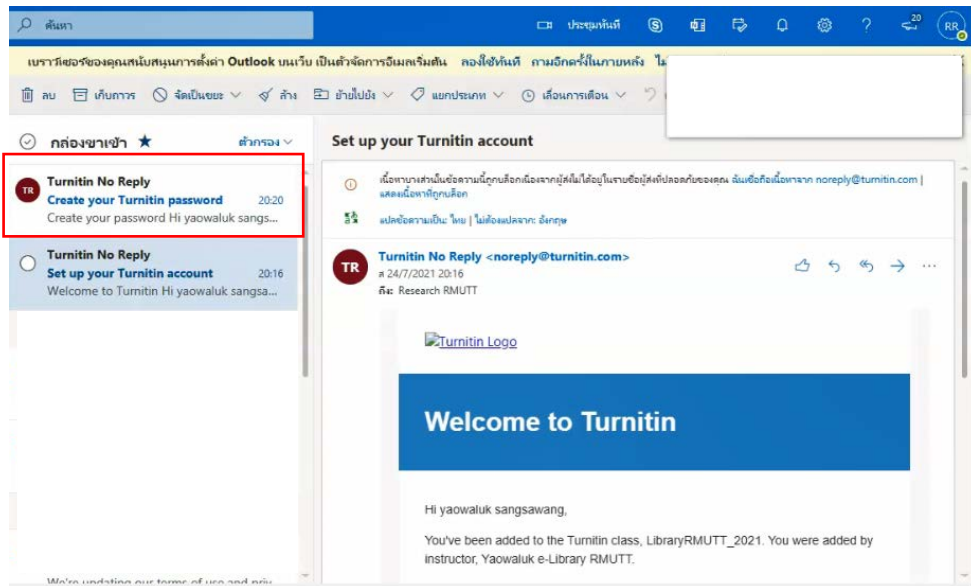 ค้นหา
ประชุมทันที
20
RR
เบราว์เซอร์ของคุณสนับสนุนการตั้งค่า Outlook บนเว็บ เป็นตัวจัดการอีเมลเริ่มต้น ลองใช้ทันที ถามอีกครั้งในภายหลัง ไม่
ลบ เก็บถาวร จัดเป็นขยะ ล้าง ย้ายไปยัง แยกประเภท เลื่อนการเตือน
กล่องขาเข้า ตัวกรอง
TR
Turnitin No Reply
Create your Turnitin password 20:20
Create your password Hi yaowaluk sangs...
Turnitin No Reply
Set up your Turnitin account 20:16
Welcome to Turnitin Hi yaowaluk sangsa...
We're updating our terms of use and priv
Set up your Turnitin account
เนื้อหาบางส่วนในข้อความนี้ถูกบล็อกเนื่องจากผู้ส่งไม่ได้อยู่ในรายชื่อผู้ส่งที่ปลอดภัยของคุณ ฉันเชื่อถือเนื้อหาจาก noreply@turnitin.com |
แสดงเนื้อหาที่ถูกบล็อก
แปลข้อความเป็น: ไทย | ไม่ต้องแปลจาก: อังกฤษ
TR
Turnitin No Reply <noreply@turnitin.com>
ส 24/7/2021 20:16
ถึง: Research RMUTT
Turnitin Logo
Welcome to Turnitin
Hi yaowaluk sangsawang,
You've been added to the Turnitin class, LibraryRMUTT_2021. You were added by
instructor, Yaowaluk e-Library RMUTT.